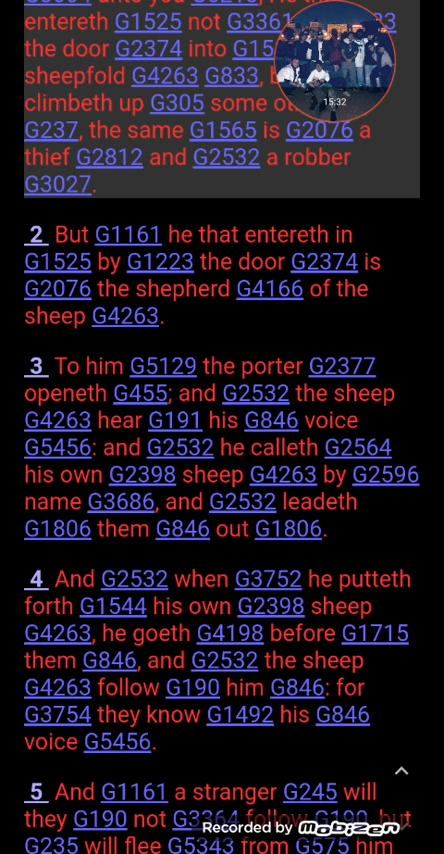 entereth G1525 not G3361
the door G2374 into
sheepfold G4263 G833,
climbeth up G305 some
G237, the same G1565 is G2076 a
thief G2812 and G2532 a robber
G3027.
15:32
2 But G1161 he that entereth in
G1525 by G1223 the door G2374 is
G2076 the shepherd G4166 of the
sheep G4263.
3 To him G5129 the porter G2377
openeth G455; and G2532 the sheep
G4263 hear G191 his G846 voice
G5456: and G2532 he calleth G2564
his own G2398 sheep G4263 by G2596
name G3686, and G2532 leadeth
G1806 them G846 out G1806.
4 And G2532 when G3752 he putteth
forth G1544 his own G2398 sheep
G4263, he goeth G4198 before G1715
them G846, and G2532 the sheep
G4263 follow G190 him G846: for
G3754 they know G1492 his G846
voice G5456.
5 And G1161 a stranger G245 will
they G190 not G3364 follow G190, but
G235 will flee G5343 from G575 him
Recorded by mobizen